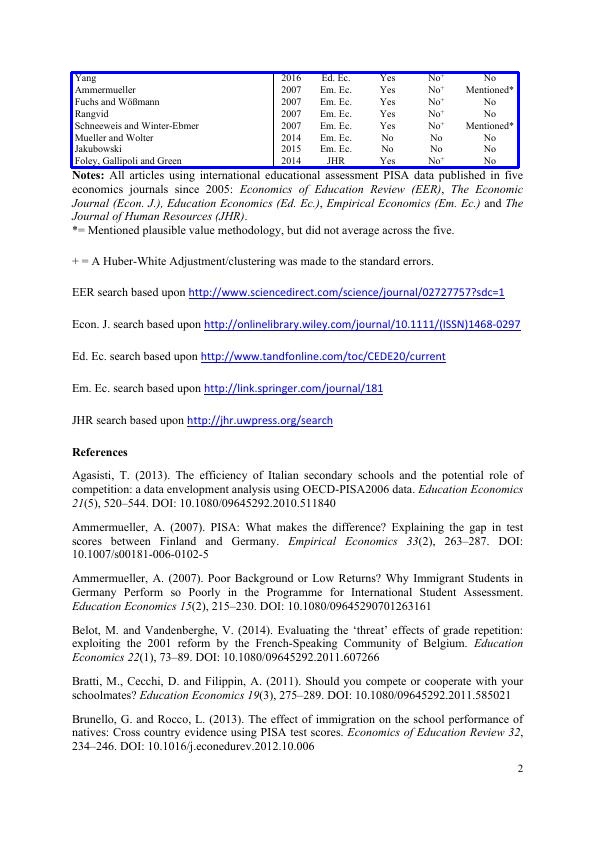 Yang 2016 Ed. Ec. Yes No⁺ No
Ammermueller 2007 Em. Ec. Yes No⁺ Mentioned*
Fuchs and Wößmann 2007 Em. Ec. Yes No⁺ No
Rangvid 2007 Em. Ec. Yes No⁺ No
Schneeweis and Winter-Ebmer 2007 Em. Ec. Yes No⁺ Mentioned*
Mueller and Wolter 2014 Em. Ec. No No No
Jakubowski 2015 Em. Ec. No No No
Foley, Gallipoli and Green 2014 JHR Yes No⁺ No
Notes: All articles using international educational assessment PISA data published in five
economics journals since 2005: Economics of Education Review (EER), The Economic
Journal (Econ. J.), Education Economics (Ed. Ec.), Empirical Economics (Em. Ec.) and The
Journal of Human Resources (JHR).
*= Mentioned plausible value methodology, but did not average across the five.
+ = A Huber-White Adjustment/clustering was made to the standard errors.
EER search based upon http://www.sciencedirect.com/science/journal/02727757?sdc=1
Econ. J. search based upon http://onlinelibrary.wiley.com/journal/10.1111/(ISSN)1468-0297
Ed. Ec. search based upon http://www.tandfonline.com/toc/CEDE20/current
Em. Ec. search based upon http://link.springer.com/journal/181
JHR search based upon http://jhr.uwpress.org/search
References
Agasisti, T. (2013). The efficiency of Italian secondary schools and the potential role of
competition: a data envelopment analysis using OECD-PISA2006 data. Education Economics
21(5), 520–544. DOI: 10.1080/09645292.2010.511840
Ammermueller, A. (2007). PISA: What makes the difference? Explaining the gap in test
scores between Finland and Germany. Empirical Economics 33(2), 263–287. DOI:
10.1007/s00181-006-0102-5
Ammermueller, A. (2007). Poor Background or Low Returns? Why Immigrant Students in
Germany Perform so Poorly in the Programme for International Student Assessment.
Education Economics 15(2), 215–230. DOI: 10.1080/09645290701263161
Belot, M. and Vandenberghe, V. (2014). Evaluating the ‘threat’ effects of grade repetition:
exploiting the 2001 reform by the French-Speaking Community of Belgium. Education
Economics 22(1), 73–89. DOI: 10.1080/09645292.2011.607266
Bratti, M., Cecchi, D. and Filippin, A. (2011). Should you compete or cooperate with your
schoolmates? Education Economics 19(3), 275–289. DOI: 10.1080/09645292.2011.585021
Brunello, G. and Rocco, L. (2013). The effect of immigration on the school performance of
natives: Cross country evidence using PISA test scores. Economics of Education Review 32,
234–246. DOI: 10.1016/j.econedurev.2012.10.006
2